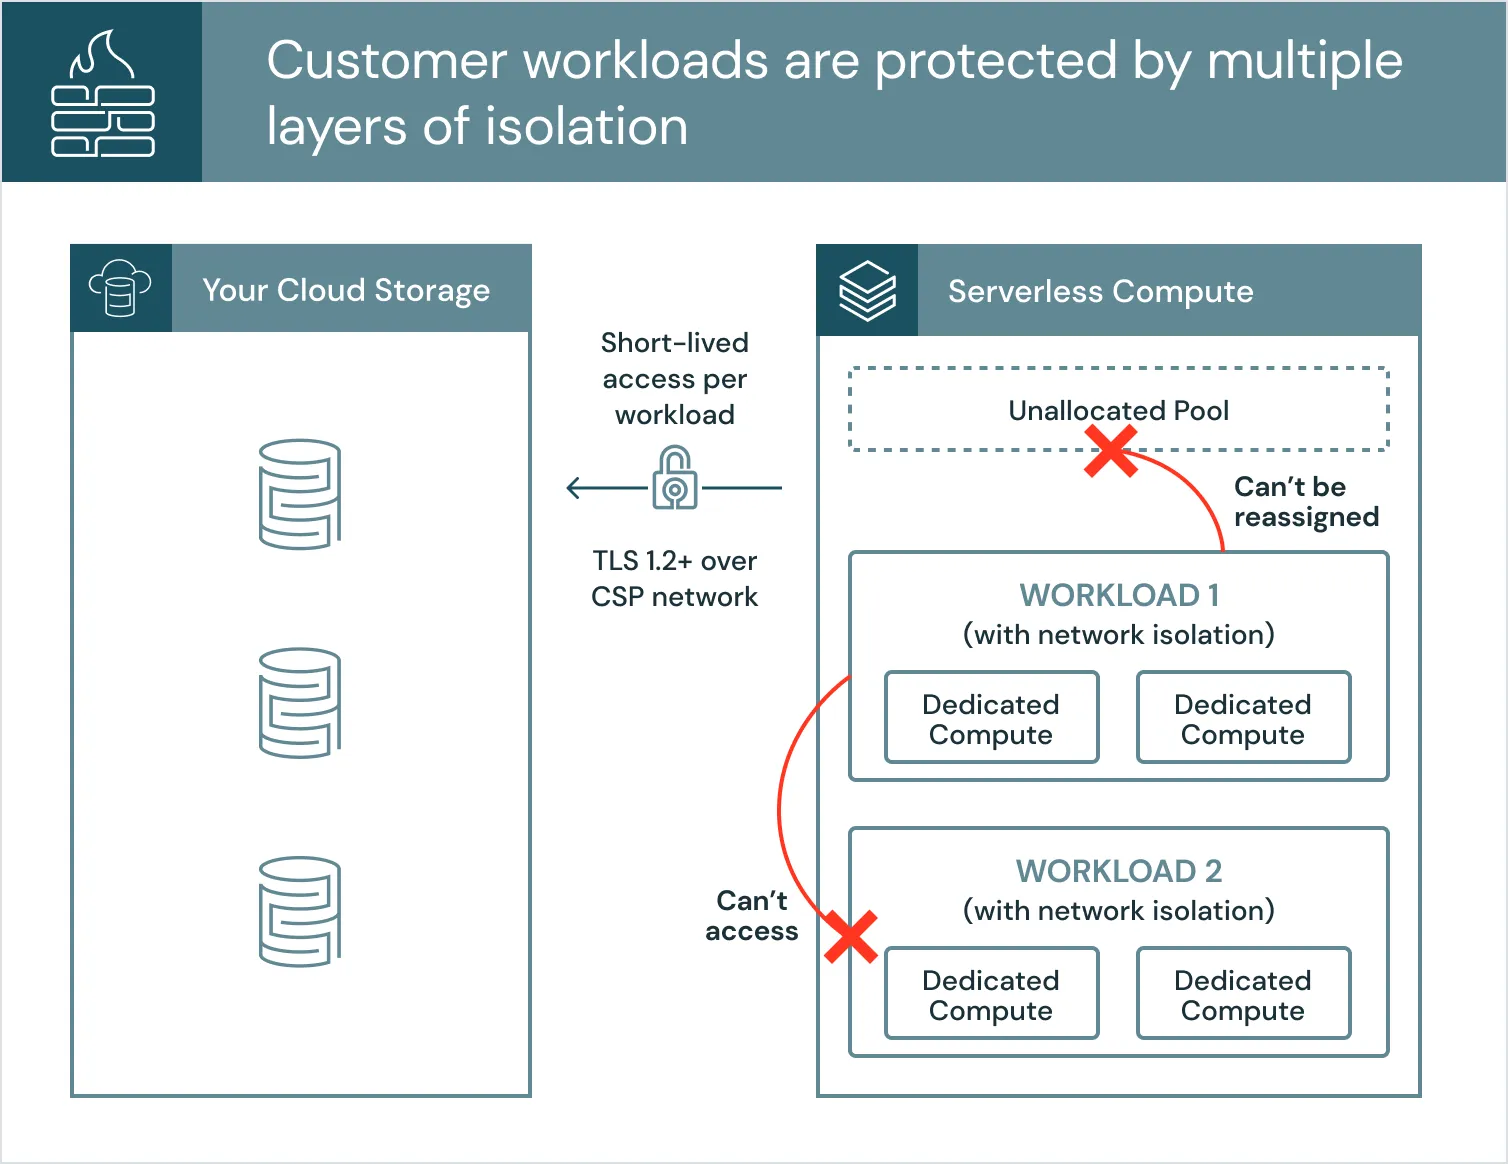 Customer workloads are protected by multiple
layers of isolation
Your Cloud Storage
Short-lived
access per
workload
TLS 1.2+ over
CSP network
Serverless Compute
Unallocated Pool
Can't be
reassigned
WORKLOAD 1
(with network isolation)
Dedicated
Compute
Dedicated
Compute
Can't
access
WORKLOAD 2
(with network isolation)
Dedicated
Compute
Dedicated
Compute